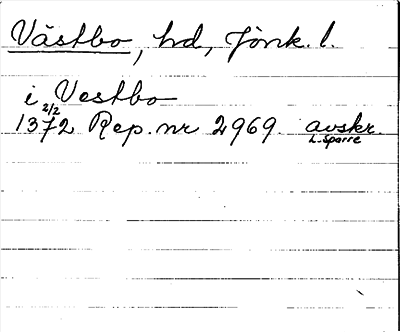 Västbo, hd, Jönk. l.
i Vestbo
2/2
1372 Rep. nr 2969 avskr.
L. Sparre